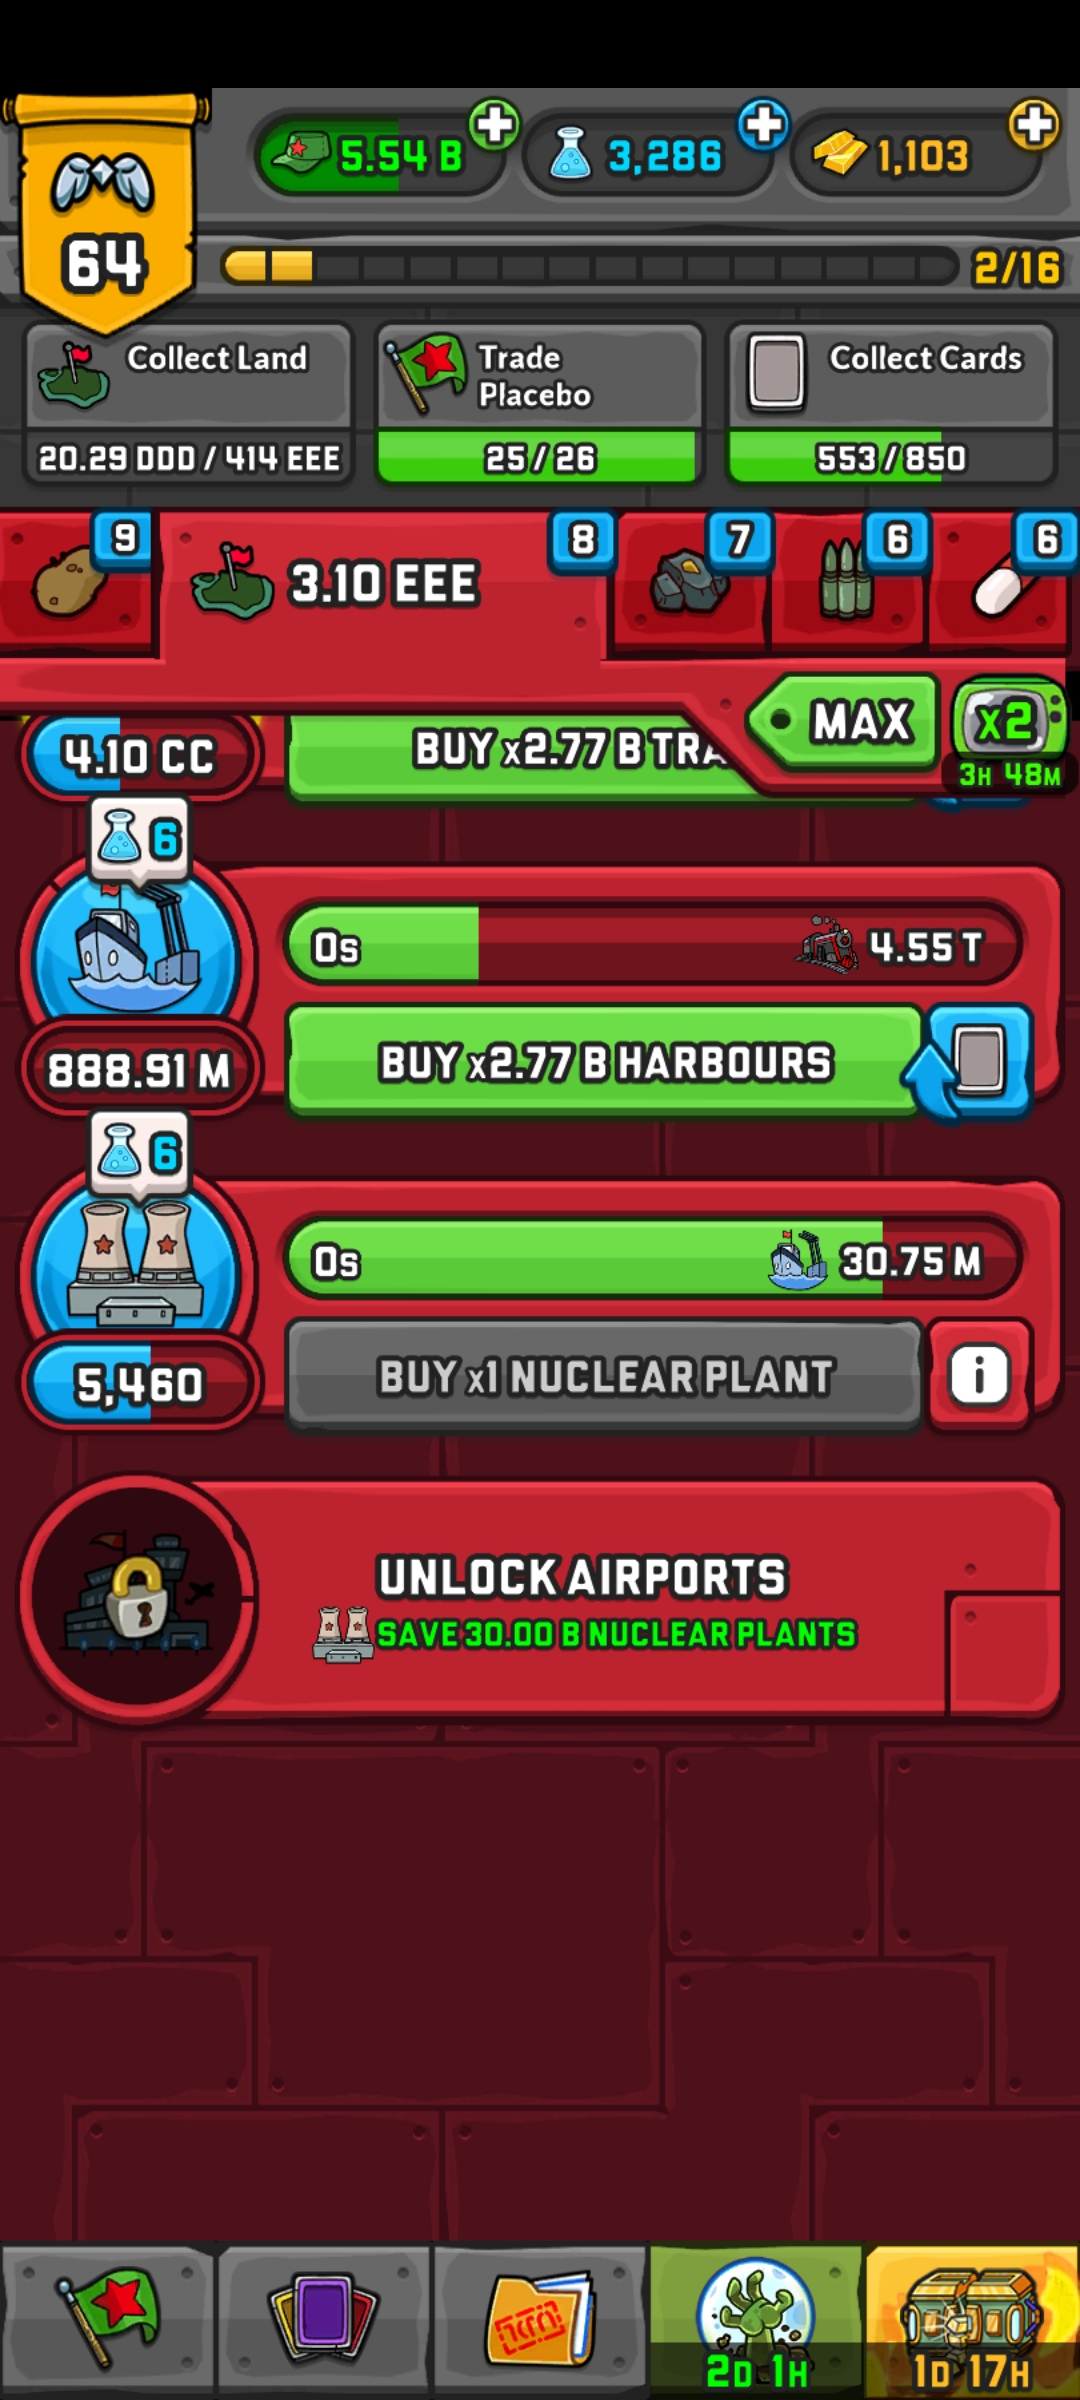 64
5.54 B
3,286
1,103
2/16
Collect Land
20.29 DDD / 414 EEE
Trade
Placebo
25 / 26
Collect Cards
553 / 850
9
3.10 EEE
8
7
6
6
MAX
x2
3H 48M
4.10 CC
BUY x2.77 B TRA
6
0s
4.55 T
888.91 M
BUY x2.77 B HARBOURS
6
0s
30.75 M
5,460
BUY x1 NUCLEAR PLANT
i
UNLOCK AIRPORTS
SAVE 30.00 B NUCLEAR PLANTS
2D 1H
1D 17H